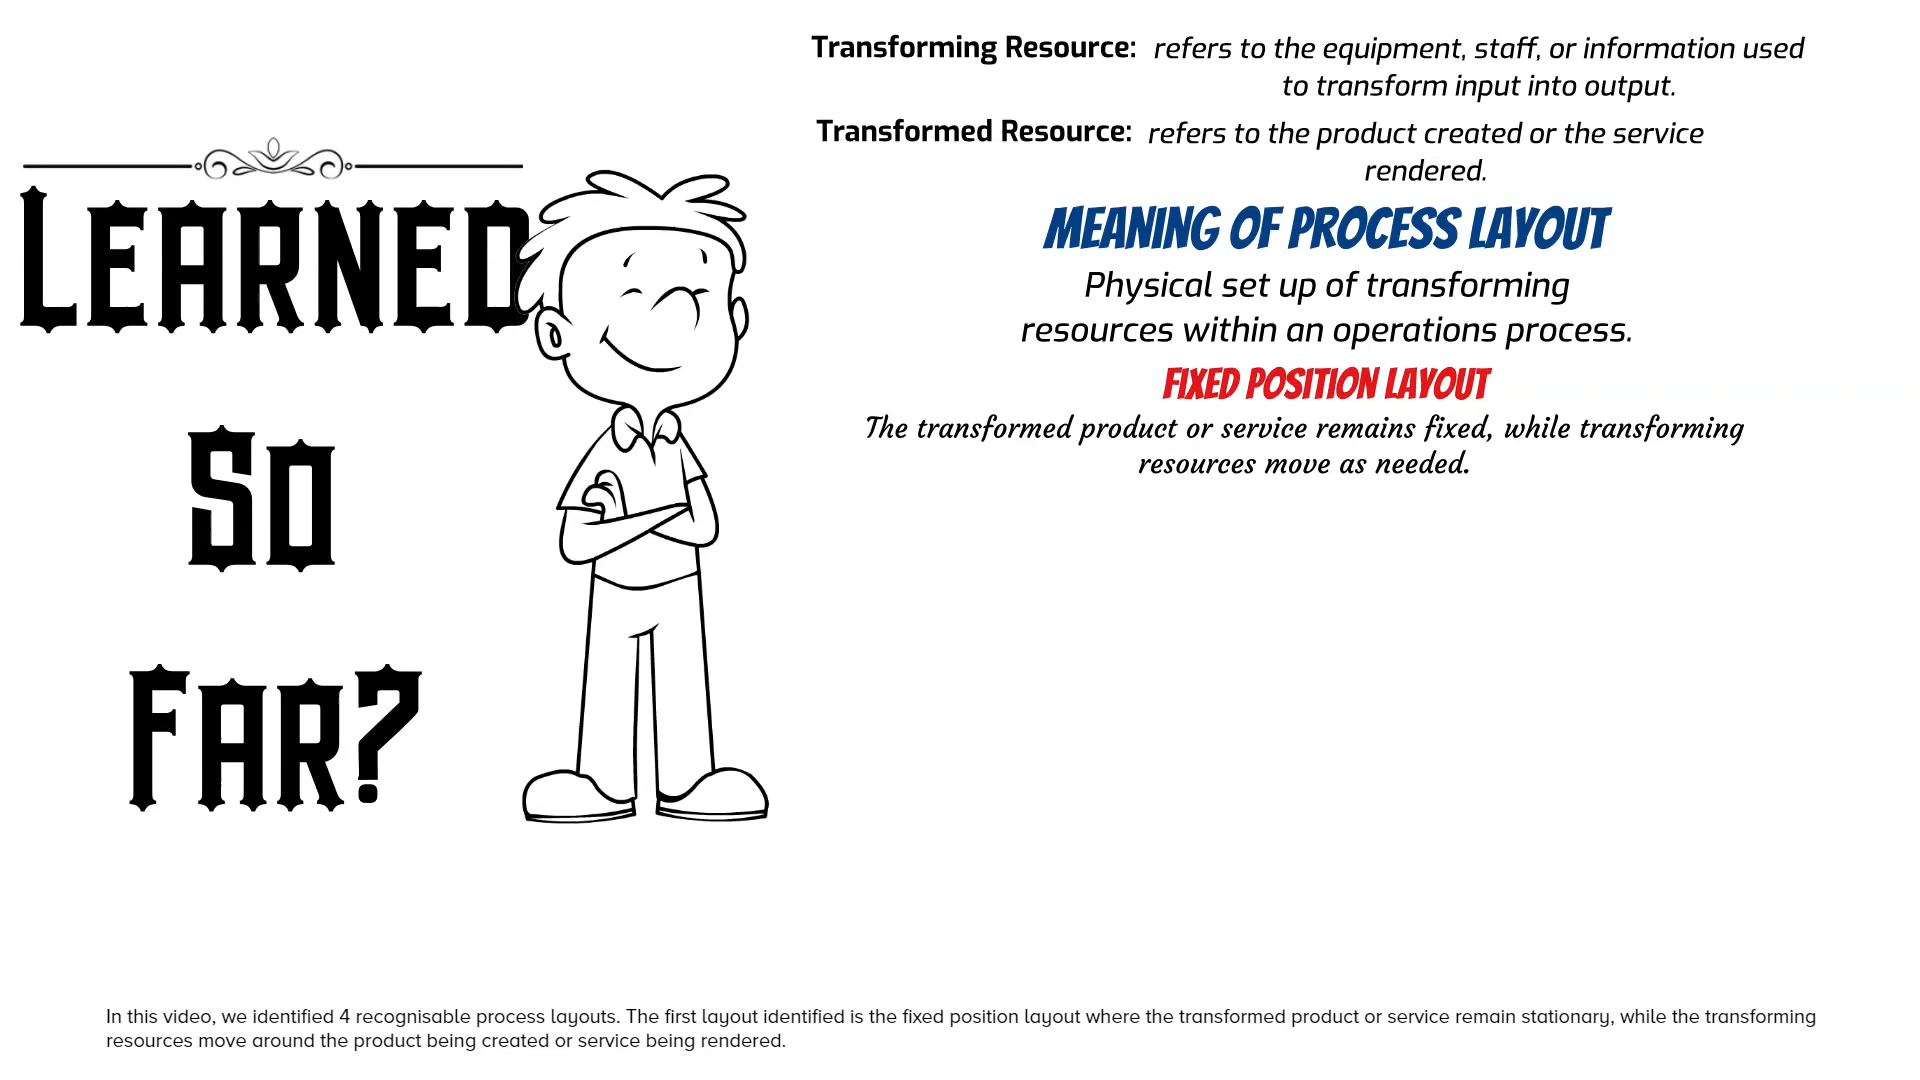 LEARNED
SO
FAR?
Transforming Resource: refers to the equipment, staff, or information used
to transform input into output.
Transformed Resource: refers to the product created or the service
rendered.
MEANING OF PROCESS LAYOUT
Physical set up of transforming
resources within an operations process.
FIXED POSITION LAYOUT
The transformed product or service remains fixed, while transforming
resources move as needed.
In this video, we identified 4 recognisable process layouts. The first layout identified is the fixed position layout where the transformed product or service remain stationary, while the transforming
resources move around the product being created or service being rendered.